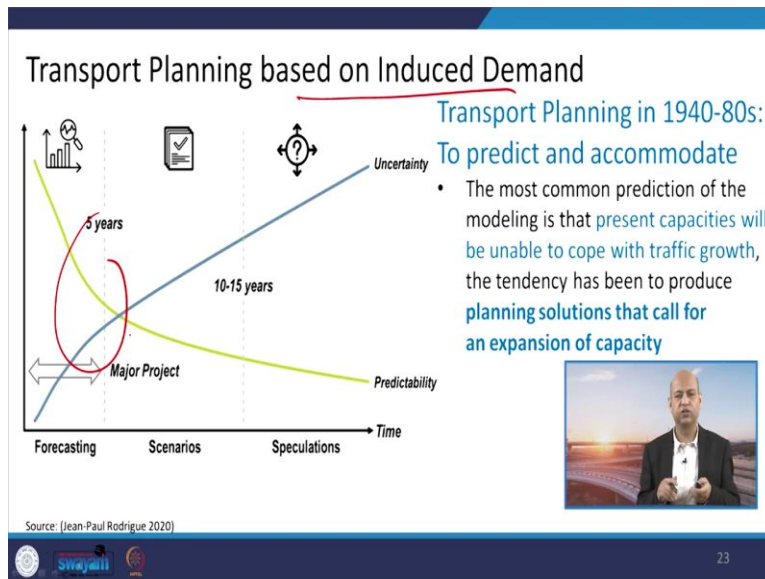 Transport Planning based on Induced Demand
Transport Planning in 1940-80s:
To predict and accommodate
• The most common prediction of the
modeling is that present capacities will
be unable to cope with traffic growth,
the tendency has been to produce
planning solutions that call for
an expansion of capacity
?
Uncertainty
5 years
10-15 years
Major Project
Predictability
Time
Forecasting
Scenarios
Speculations
Source: (Jean-Paul Rodrigue 2020)
swayam
23